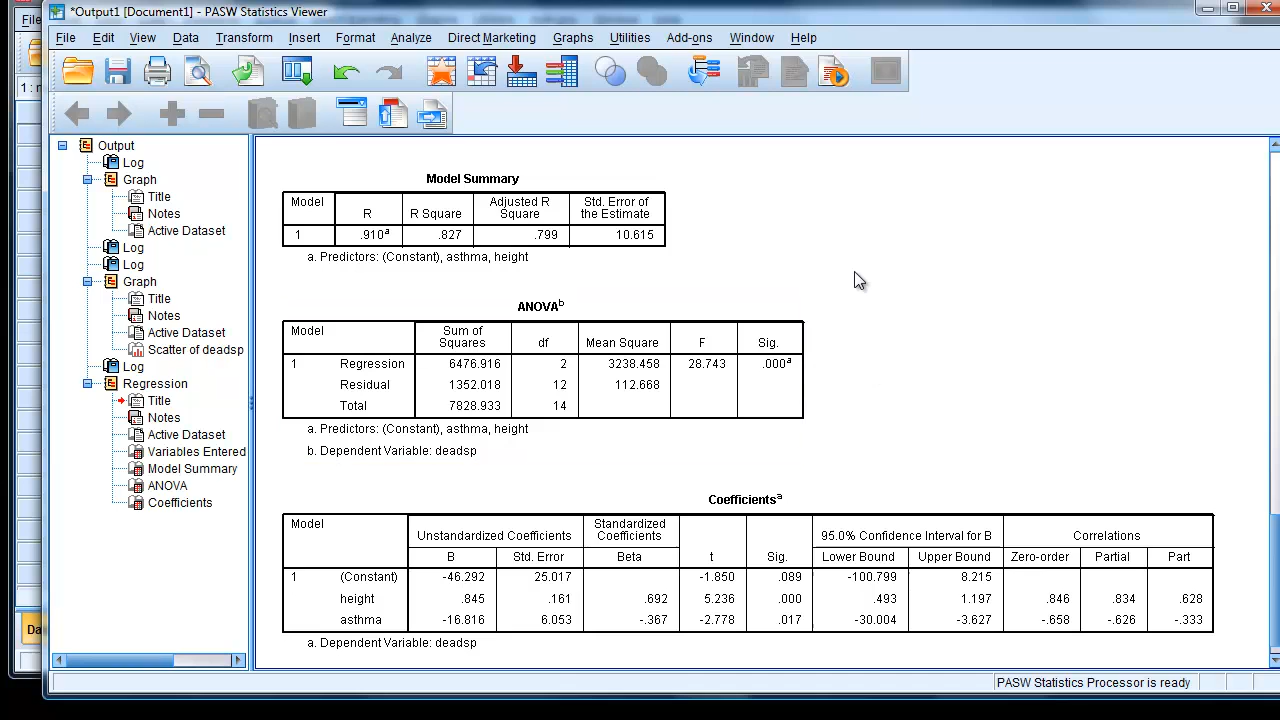 *Output1 [Document1] - PASW Statistics Viewer
File Edit View Data Transform Insert Format Analyze Direct Marketing Graphs Utilities Add-ons Window Help
Output
Log
Graph
Title
Notes
Active Dataset
Log
Log
Graph
Title
Notes
Active Dataset
Scatter of deadsp
Log
Regression
Title
Notes
Active Dataset
Variables Entered
Model Summary
ANOVA
Coefficients
Model Summary
Model R R Square Adjusted R Square Std. Error of the Estimate
1 .910a .827 .799 10.615
a. Predictors: (Constant), asthma, height
ANOVAb
Model Sum of Squares df Mean Square F Sig.
1 Regression 6476.916 2 3238.458 28.743 .000a
Residual 1352.018 12 112.668
Total 7828.933 14
a. Predictors: (Constant), asthma, height
b. Dependent Variable: deadsp
Coefficientsa
Model Unstandardized Coefficients Standardized Coefficients t Sig. 95.0% Confidence Interval for B Correlations
B Std. Error Beta Lower Bound Upper Bound Zero-order Partial Part
1 (Constant) -46.292 25.017 -1.850 .089 -100.799 8.215
height .845 .161 .692 5.236 .000 .493 1.197 .846 .834 .628
asthma -16.816 6.053 -.367 -2.778 .017 -30.004 -3.627 -.658 -.626 -.333
a. Dependent Variable: deadsp
PASW Statistics Processor is ready